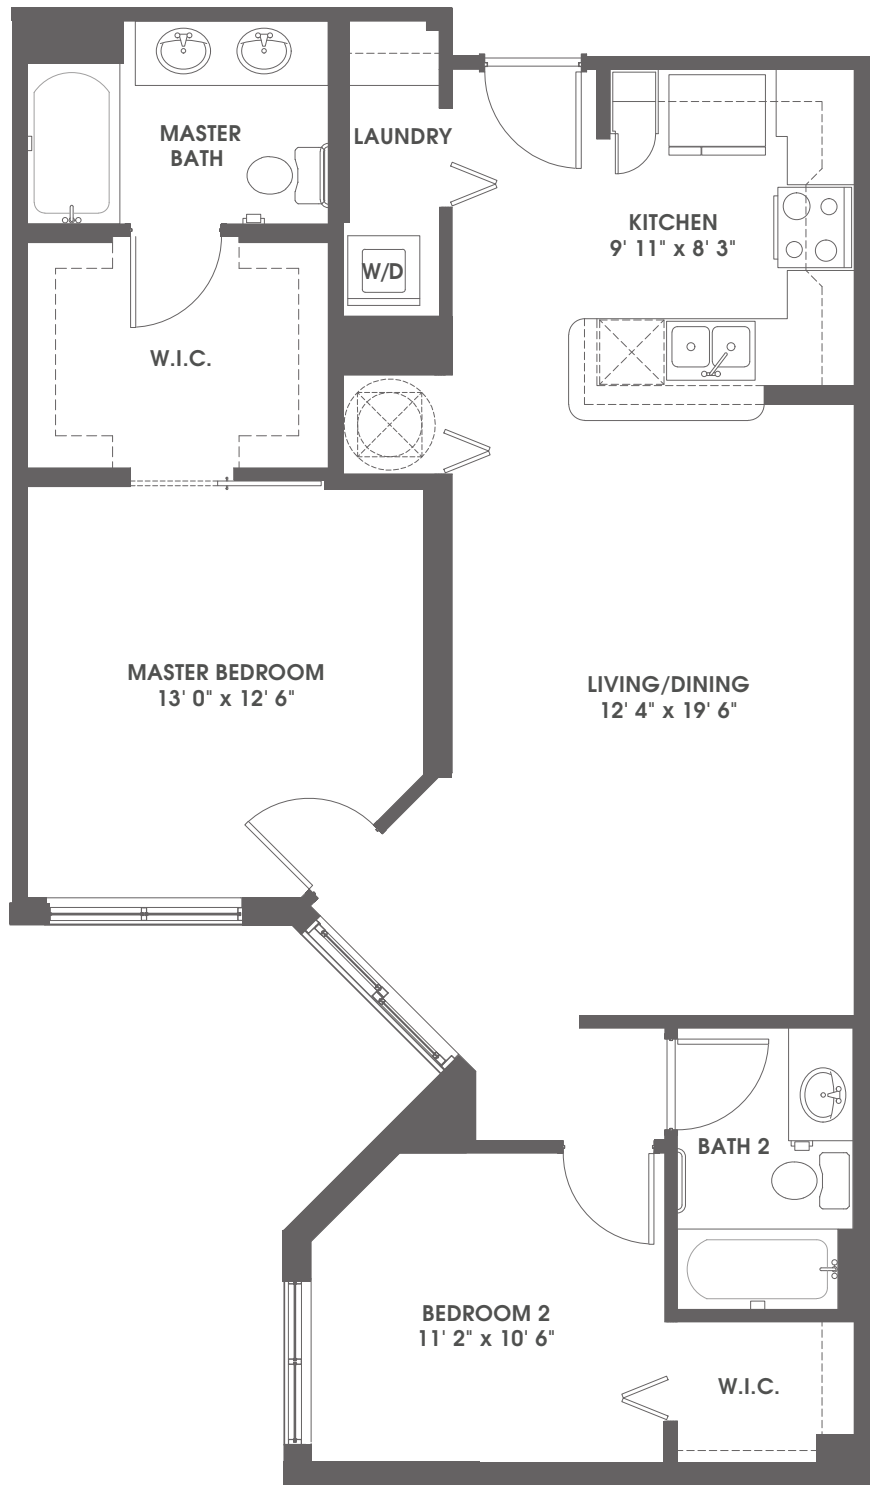 MASTER
BATH
LAUNDRY
KITCHEN
9' 11" x 8' 3"
W/D
W.I.C.
MASTER BEDROOM
13' 0" x 12' 6"
LIVING/DINING
12' 4" x 19' 6"
BATH 2
BEDROOM 2
11' 2" x 10' 6"
W.I.C.